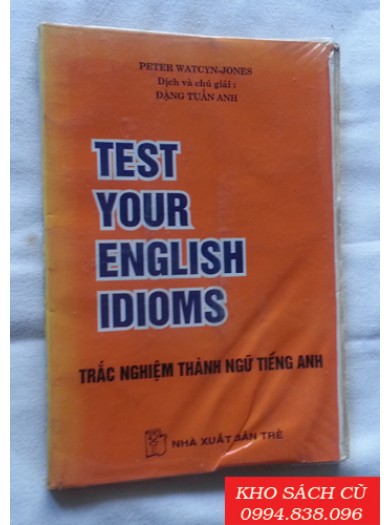 PETER WATCYN-JONES
Dịch và chú giải :
ĐẶNG TUẤN ANH
TEST
YOUR
ENGLISH
IDIOMS
TRẮC NGHIỆM THÀNH NGỮ TIẾNG ANH
NHÀ XUẤT BẢN TRẺ
KHO SÁCH CŨ
0994.838.096